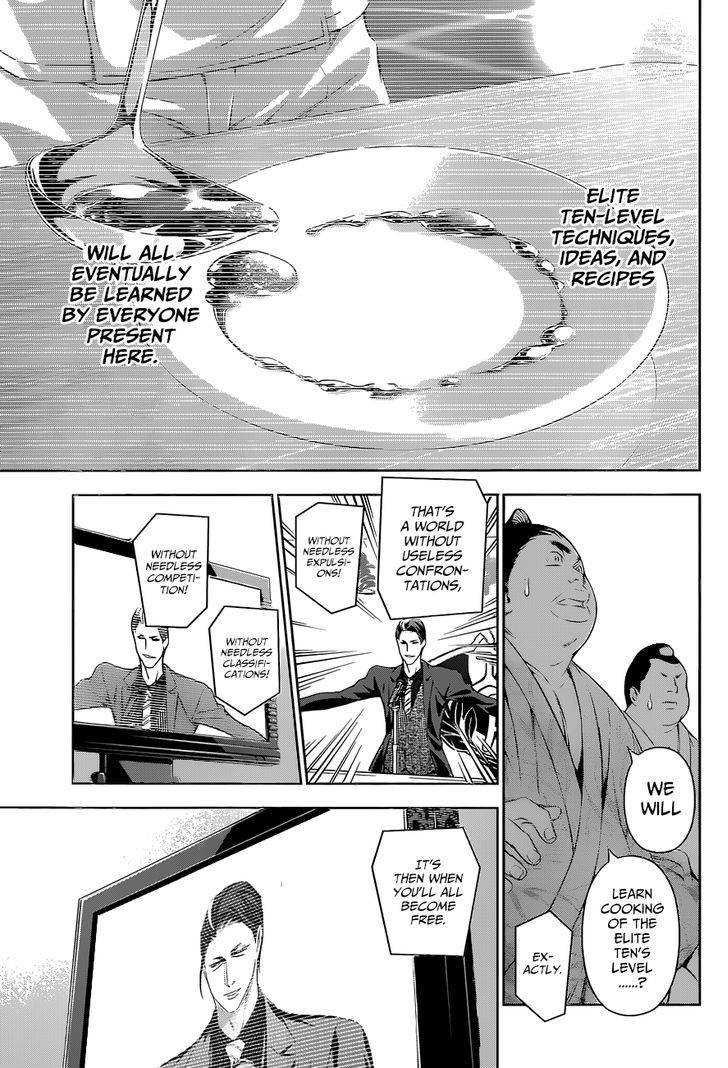 ELITE
TEN-LEVEL
TECHNIQUES,
IDEAS, AND
RECIPES
WILL ALL
EVENTUALLY
BE LEARNED
BY EVERYONE
PRESENT
HERE.
WE
WILL
LEARN
COOKING
OF THE
ELITE
TEN'S
LEVEL
......?
EX-
ACTLY.
THAT'S
A WORLD
WITHOUT
USELESS
CONFRON-
TATIONS,
WITHOUT
NEEDLESS
EXPULSI-
ONS!
WITHOUT
NEEDLESS
COMPETI-
TION!
WITHOUT
NEEDLESS
CLASSIFI-
CATIONS!
IT'S
THEN WHEN
YOU'LL ALL
BECOME
FREE.